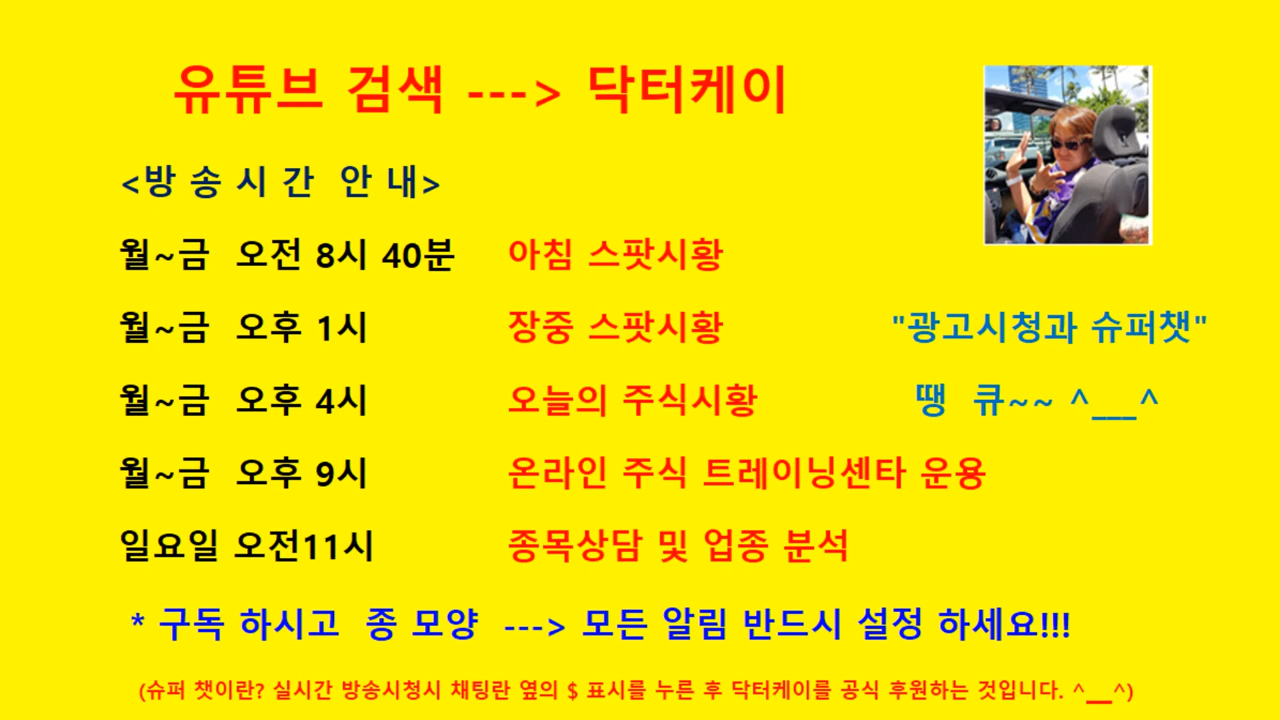 유튜브 검색 ---> 닥터케이
<방 송 시 간 안 내>
월~금 오전 8시 40분 아침 스팟시황
월~금 오후 1시 장중 스팟시황 "광고시청과 슈퍼챗"
월~금 오후 4시 오늘의 주식시황 땡 큐~~ ^___^
월~금 오후 9시 온라인 주식 트레이닝센타 운용
일요일 오전11시 종목상담 및 업종 분석
* 구독 하시고 종 모양 ---> 모든 알림 반드시 설정 하세요!!!
(슈퍼 챗이란? 실시간 방송시청시 채팅란 옆의 $ 표시를 누른 후 닥터케이를 공식 후원하는 것입니다. ^__^)